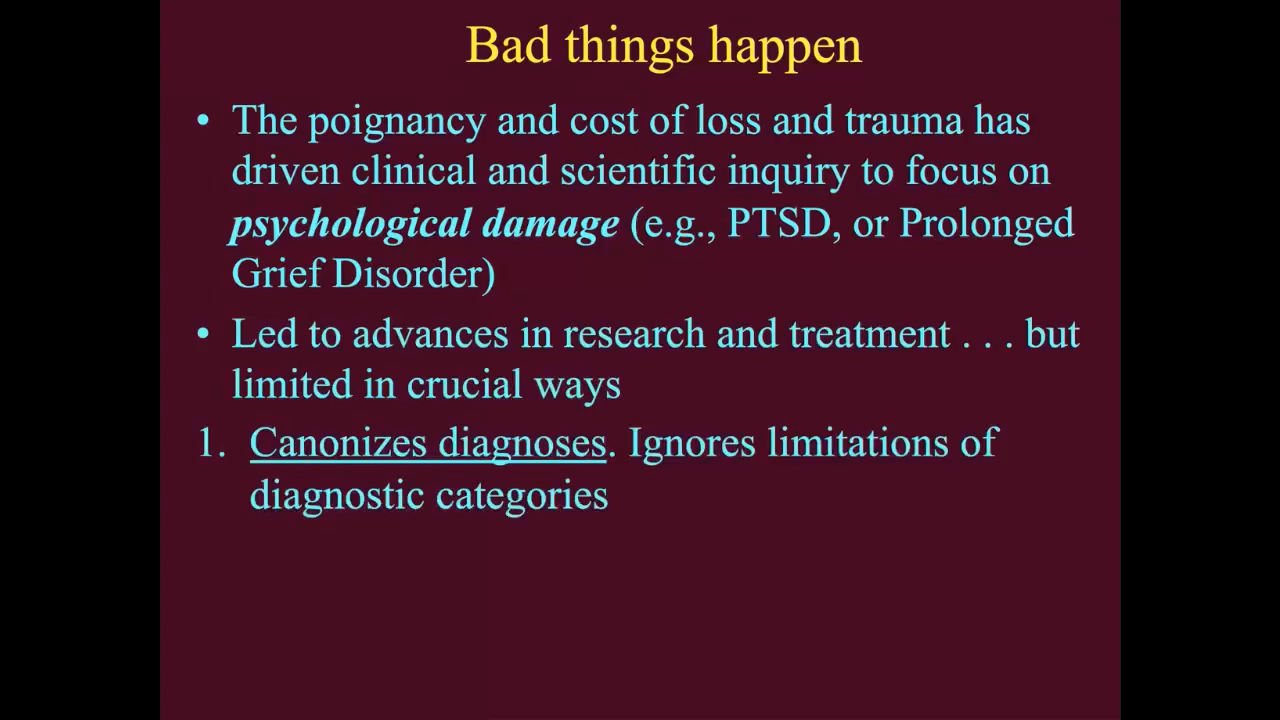 Bad things happen
• The poignancy and cost of loss and trauma has
driven clinical and scientific inquiry to focus on
psychological damage (e.g., PTSD, or Prolonged
Grief Disorder)
• Led to advances in research and treatment . . . but
limited in crucial ways
1. Canonizes diagnoses. Ignores limitations of
diagnostic categories